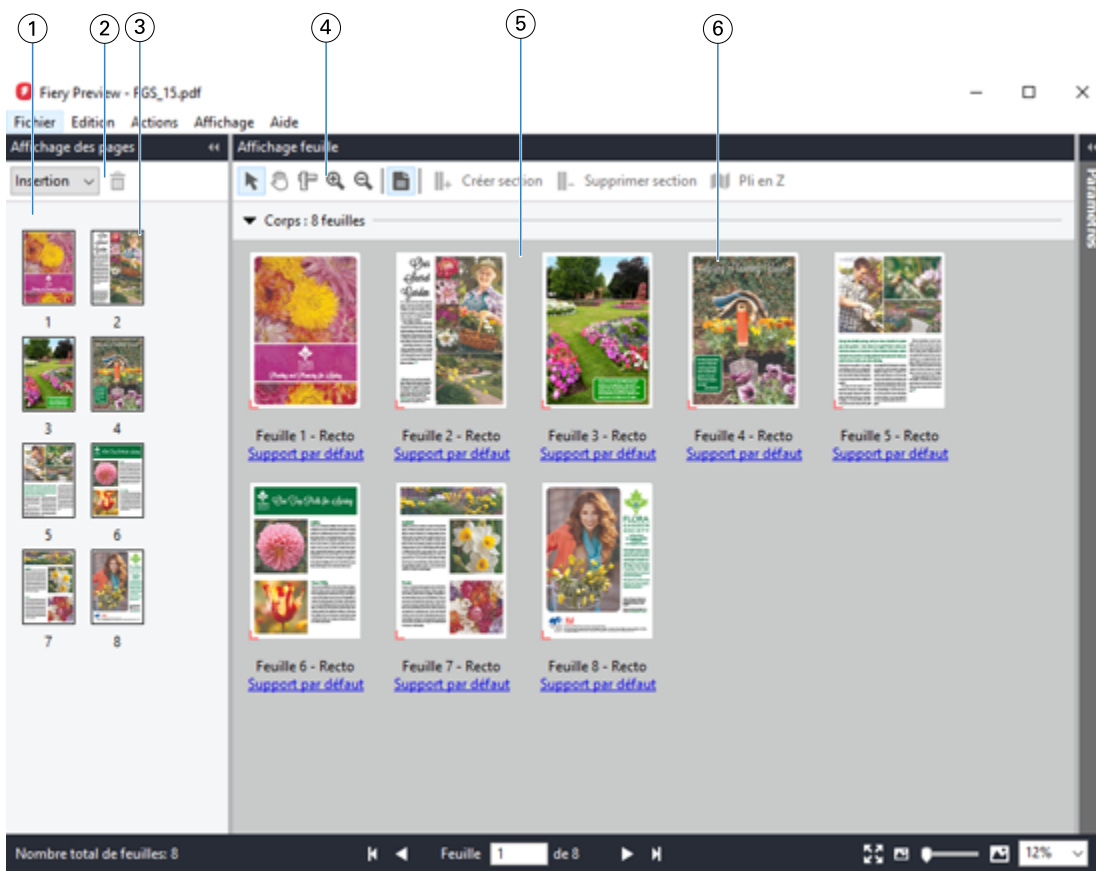 1 2 3 4 5 6
Fiery Preview - FGS_15.pdf
Fichier Edition Actions Affichage Aide
Affichage des pages Affichage feuille
Insertion Créer section Supprimer section Pli en Z
Paramètres
Corps : 8 feuilles
1 2
3 4
5 6
7 8
Feuille 1 - Recto Feuille 2 - Recto Feuille 3 - Recto Feuille 4 - Recto Feuille 5 - Recto
Support par défaut Support par défaut Support par défaut Support par défaut Support par défaut
FLORA
Feuille 6 - Recto Feuille 7 - Recto Feuille 8 - Recto
Support par défaut Support par défaut Support par défaut
Nombre total de feuilles: 8 Feuille 1 de 8 12%